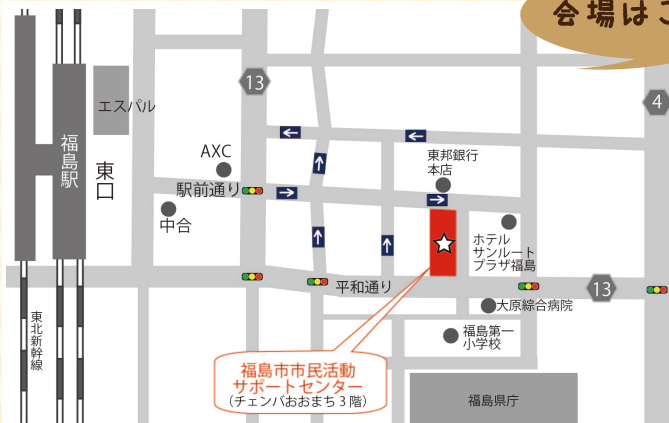 会場はこ
13
4
エスパル
福島駅
東口
AXC
駅前通り
中合
東邦銀行
本店
ホテル
サンルート
プラザ福島
平和通り
13
大原綜合病院
福島第一
小学校
東北新幹線
福島市市民活動
サポートセンター
（チェンバおおまち3階）
福島県庁